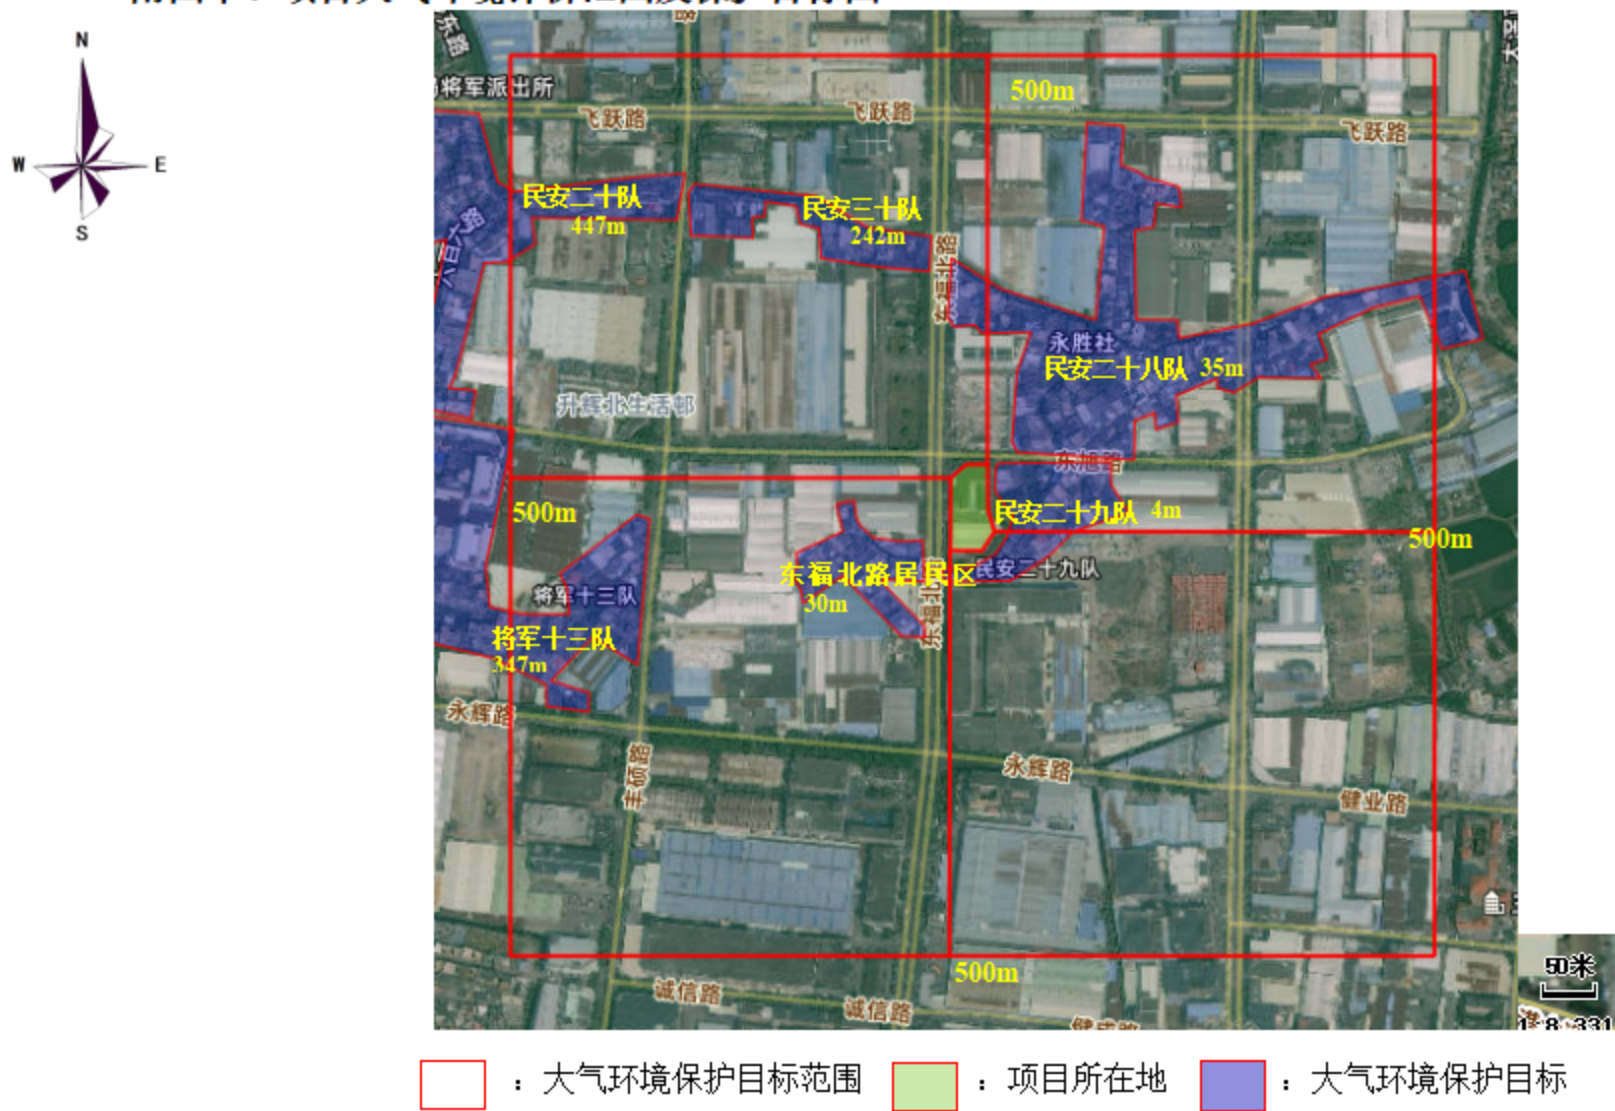 N
W
E
S
将军派出所
东路
500m
飞跃路
飞跃路
飞跃路
民安二十队
447m
民安三十队
242m
东福北路
永胜社
民安二十八队 35m
升辉北生活邨
东旭路
500m
民安二十九队 4m
500m
民安二十九队
东福北路居民区
30m
东福北
将军十三队
将军十三队
347m
永辉路
丰硕路
永辉路
健业路
500m
诚信路
诚信路
50米
：大气环境保护目标范围
：项目所在地
：大气环境保护目标